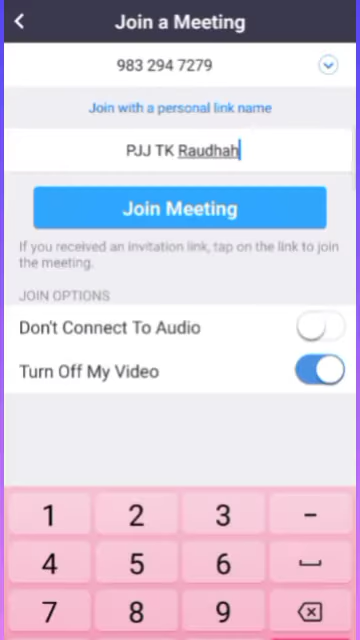 Join a Meeting
983 294 7279
Join with a personal link name
PJJ TK Raudhah
Join Meeting
If you received an invitation link, tap on the link to join
the meeting.
JOIN OPTIONS
Don't Connect To Audio
Turn Off My Video
1 2 3 -
4 5 6
7 8 9